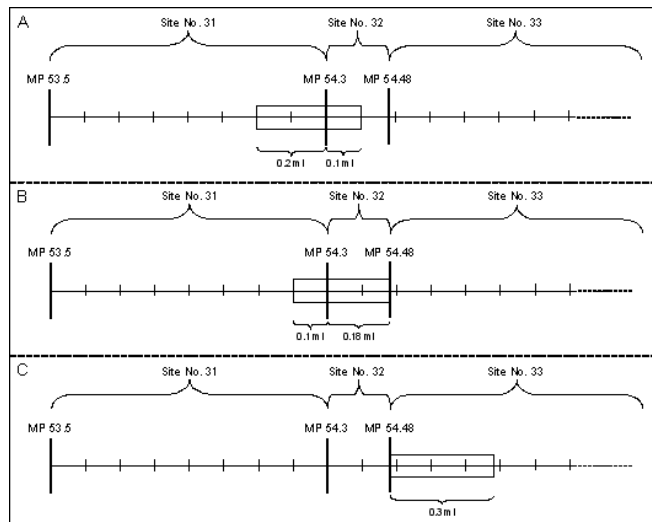 A
Site No. 31 Site No. 32 Site No. 33
MP 53.5 MP 54.3 MP 54.48
0.2mi 0.1mi
B
Site No. 31 Site No. 32 Site No. 33
MP 53.5 MP 54.3 MP 54.48
0.1mi 0.18mi
C
Site No. 31 Site No. 32 Site No. 33
MP 53.5 MP 54.3 MP 54.48
0.3mi